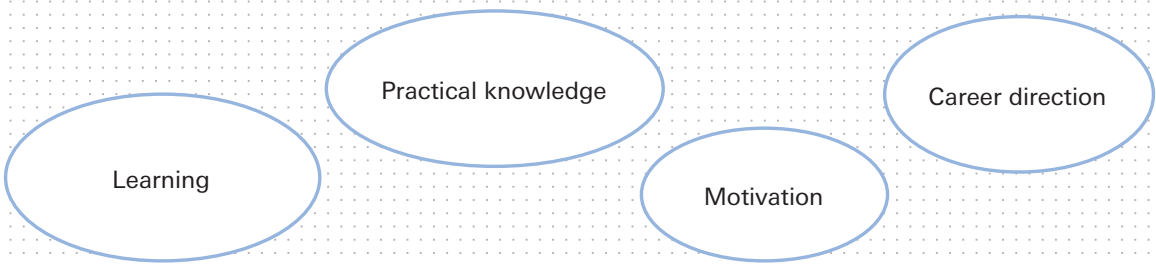 Learning
Practical knowledge
Motivation
Career direction